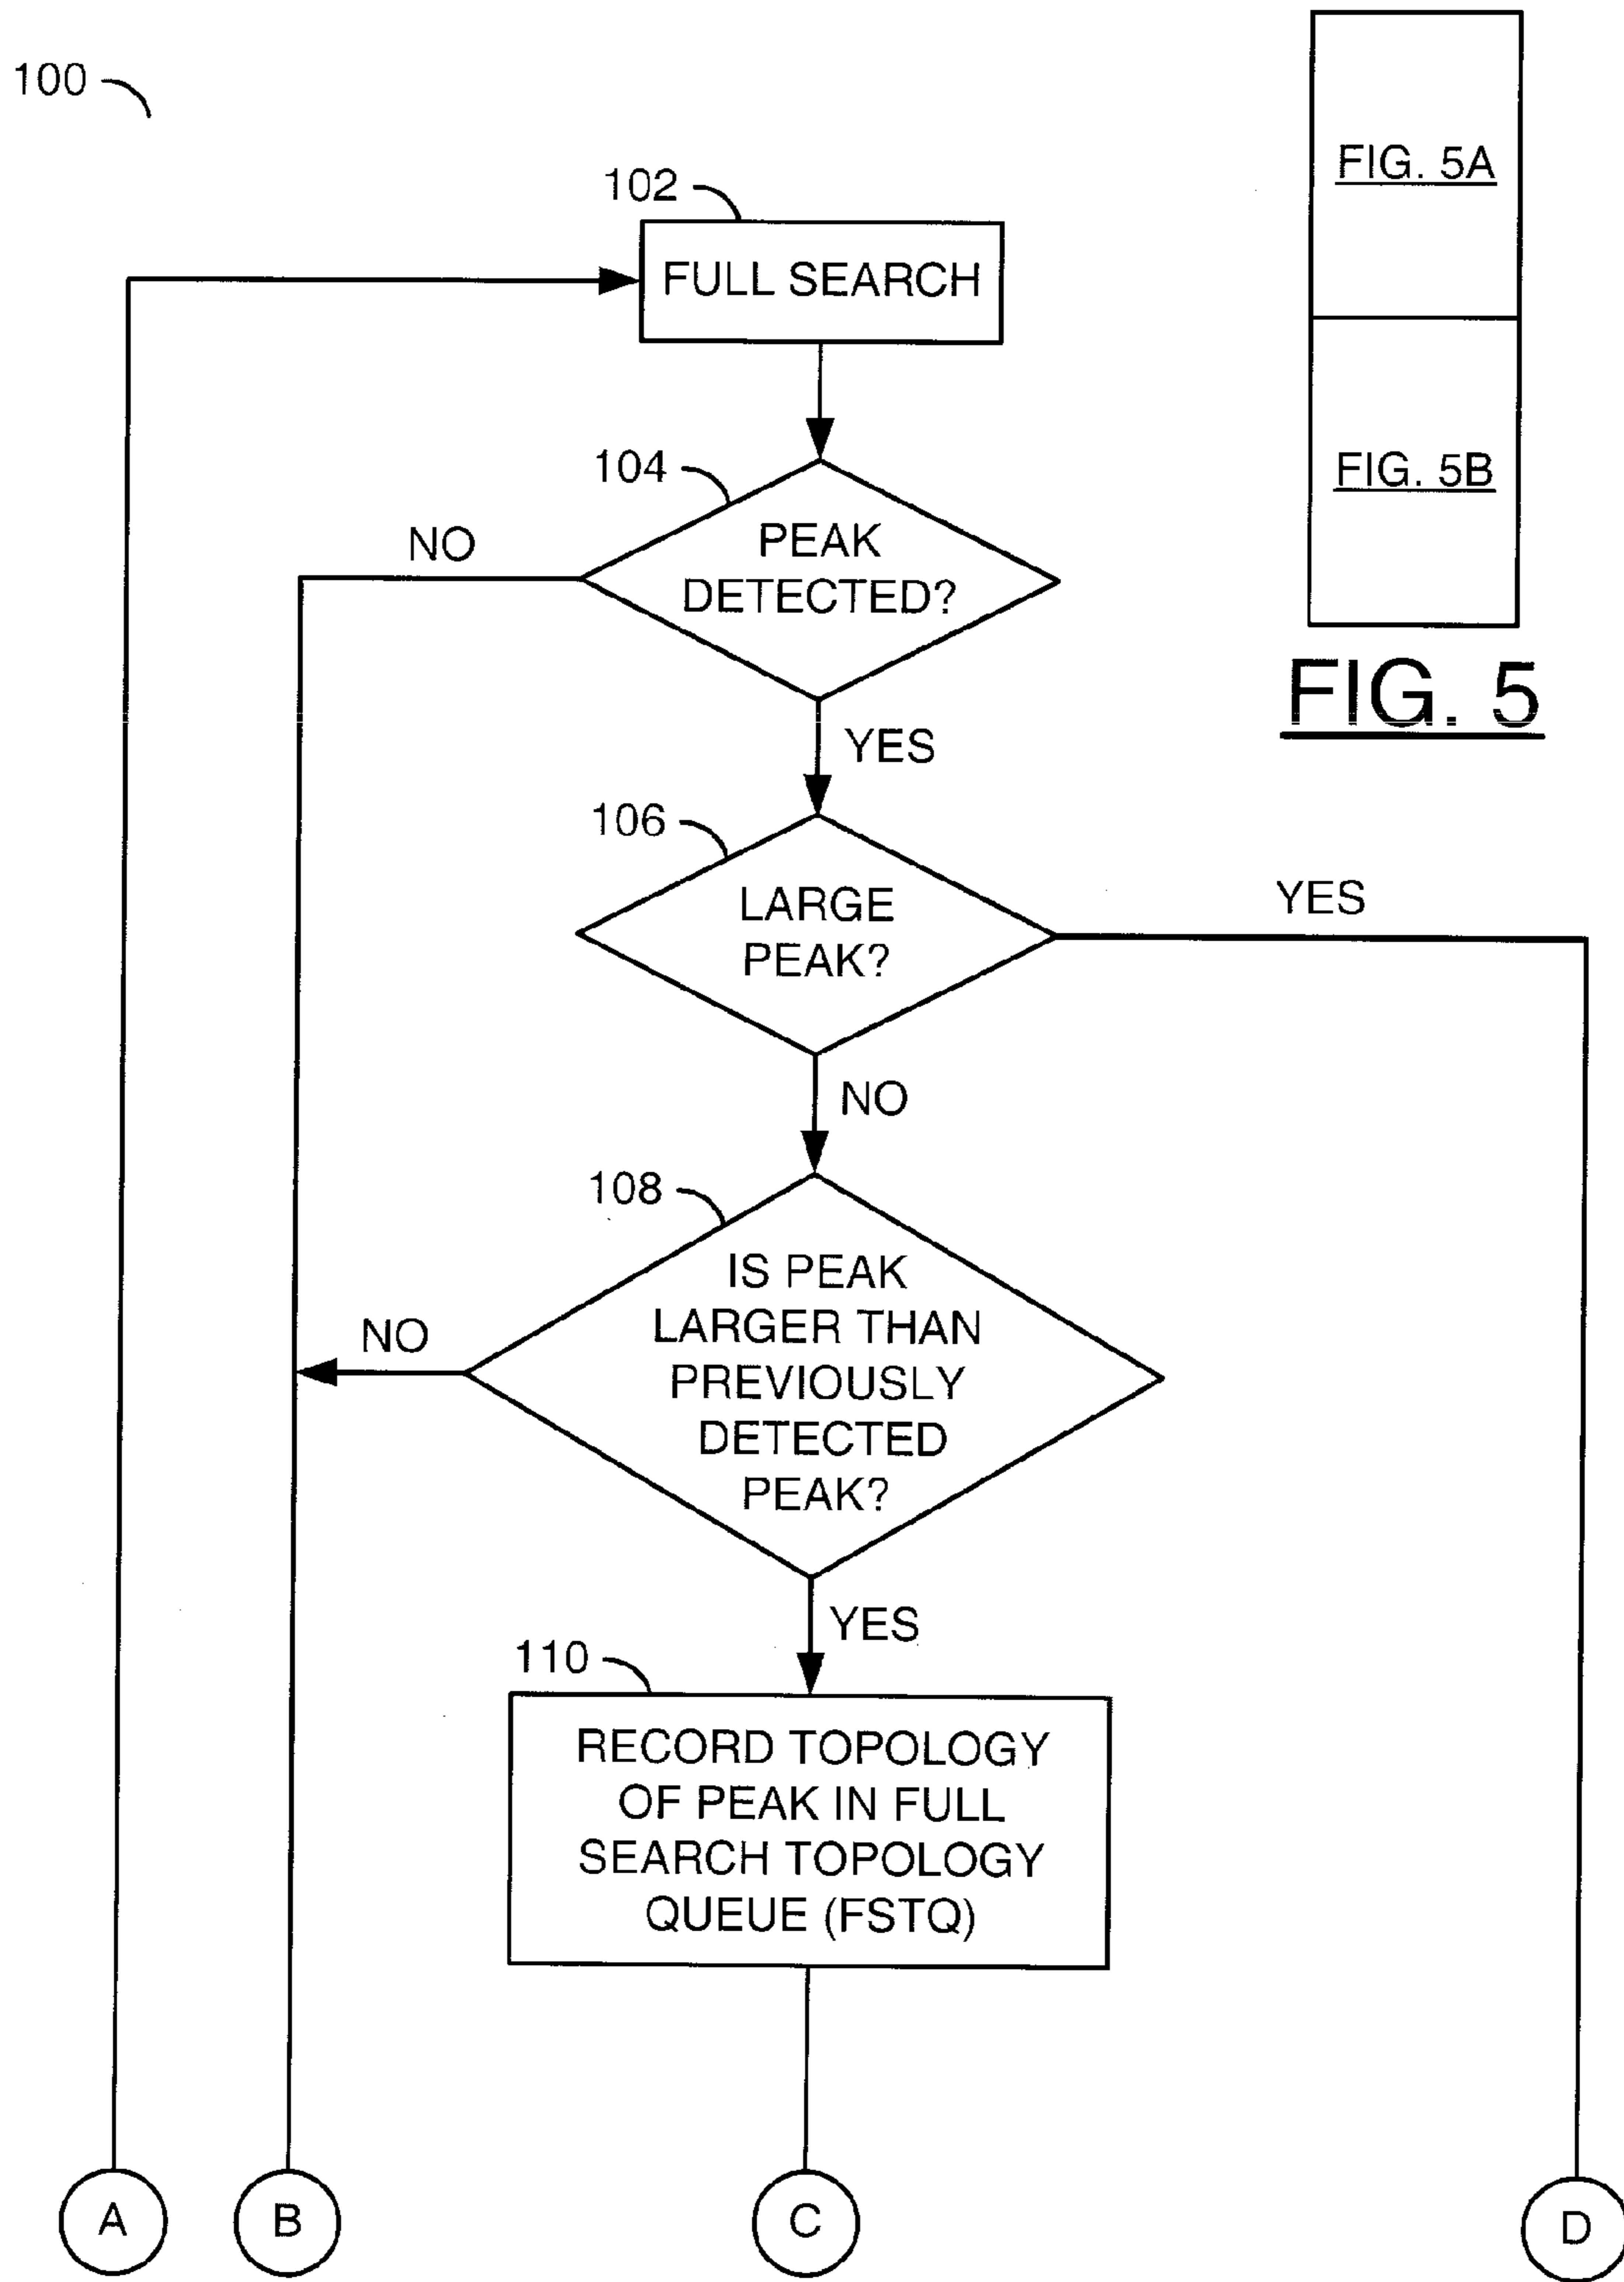 100
FIG. 5A
FIG. 5B
FIG. 5
102
FULL SEARCH
104
PEAK
DETECTED?
NO
YES
106
LARGE
PEAK?
YES
NO
108
IS PEAK
LARGER THAN
PREVIOUSLY
DETECTED
PEAK?
NO
YES
110
RECORD TOPOLOGY
OF PEAK IN FULL
SEARCH TOPOLOGY
QUEUE (FSTQ)
A
B
C
D